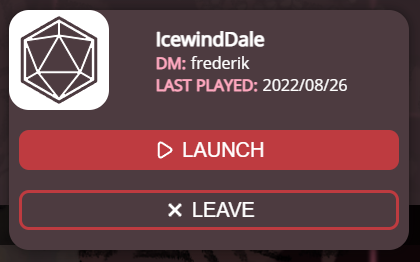 IcewindDale
DM: frederik
LAST PLAYED: 2022/08/26
LAUNCH
LEAVE